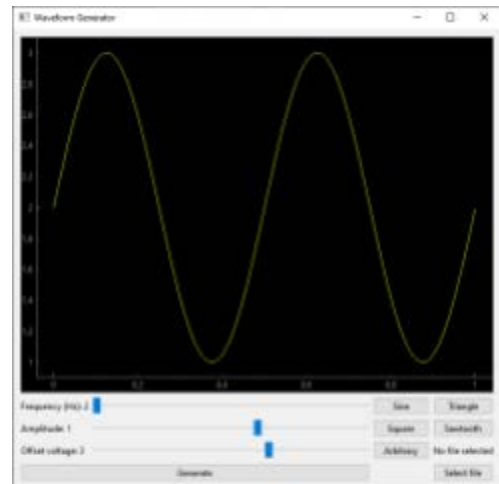 Waveform Generator
3
2.8
2.6
2.4
2.2
2
1.8
1.6
1.4
1.2
1
0 0.2 0.4 0.6 0.8 1
Frequency (Hz): 2 Sine Triangle
Amplitude: 1 Square Sawtooth
Offset voltage: 2 Arbitrary No file selected
Generate Select file